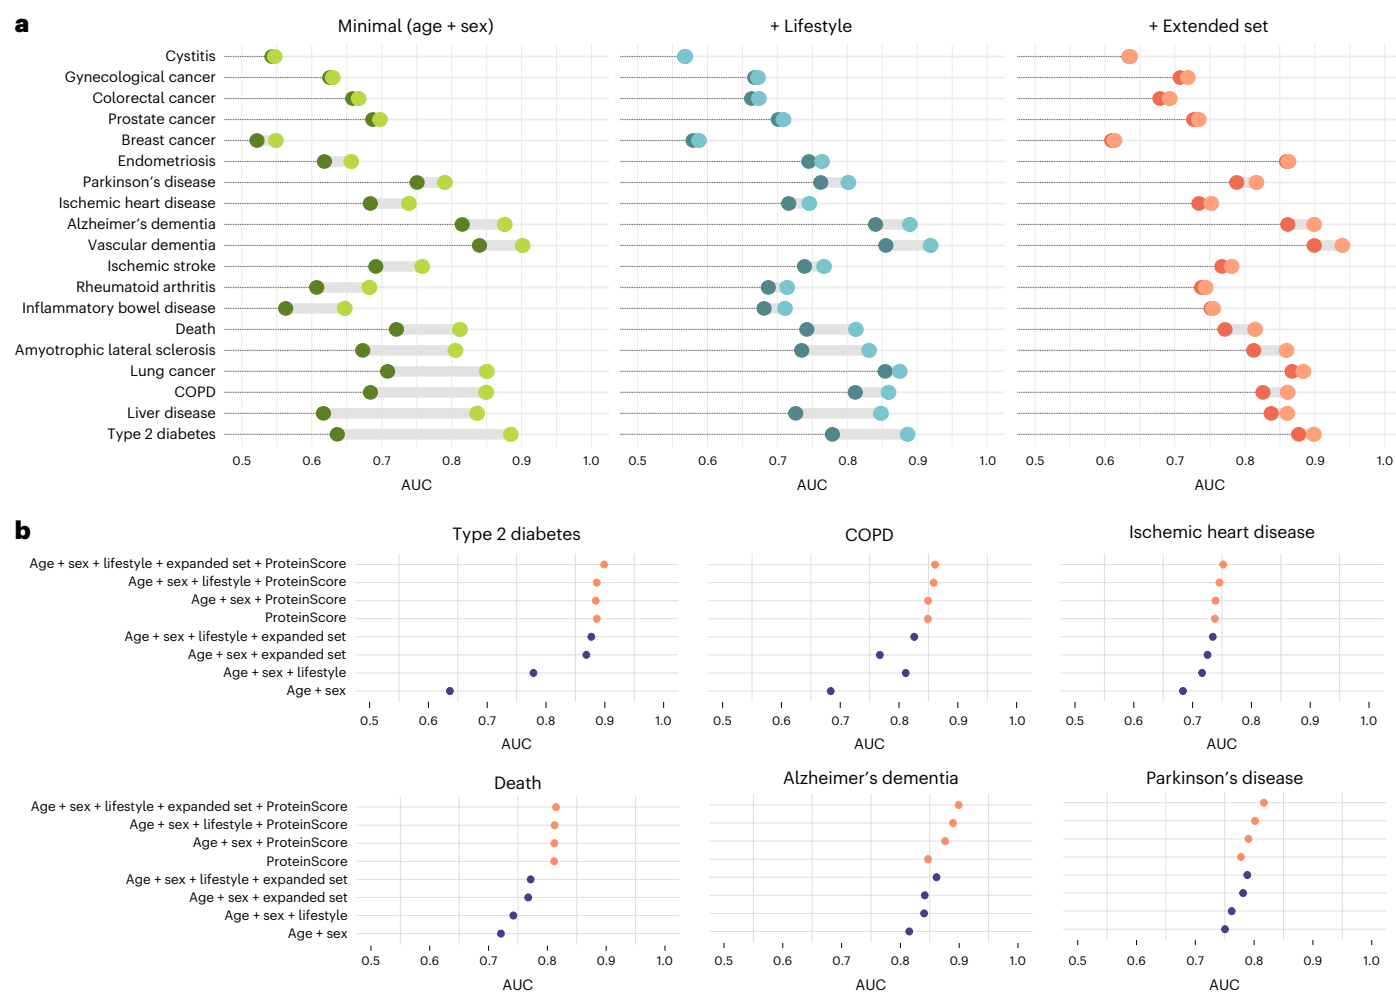 a
Minimal (age + sex)
+ Lifestyle
+ Extended set
Cystitis
Gynecological cancer
Colorectal cancer
Prostate cancer
Breast cancer
Endometriosis
Parkinson's disease
Ischemic heart disease
Alzheimer's dementia
Vascular dementia
Ischemic stroke
Rheumatoid arthritis
Inflammatory bowel disease
Death
Amyotrophic lateral sclerosis
Lung cancer
COPD
Liver disease
Type 2 diabetes
0.5 0.6 0.7 0.8 0.9 1.0
0.5 0.6 0.7 0.8 0.9 1.0
0.5 0.6 0.7 0.8 0.9 1.0
AUC
AUC
AUC
b
Type 2 diabetes
COPD
Ischemic heart disease
Age + sex + lifestyle + expanded set + ProteinScore
Age + sex + lifestyle + ProteinScore
Age + sex + ProteinScore
ProteinScore
Age + sex + lifestyle + expanded set
Age + sex + expanded set
Age + sex + lifestyle
Age + sex
0.5 0.6 0.7 0.8 0.9 1.0
0.5 0.6 0.7 0.8 0.9 1.0
0.5 0.6 0.7 0.8 0.9 1.0
AUC
AUC
AUC
Death
Alzheimer's dementia
Parkinson's disease
Age + sex + lifestyle + expanded set + ProteinScore
Age + sex + lifestyle + ProteinScore
Age + sex + ProteinScore
ProteinScore
Age + sex + lifestyle + expanded set
Age + sex + expanded set
Age + sex + lifestyle
Age + sex
0.5 0.6 0.7 0.8 0.9 1.0
0.5 0.6 0.7 0.8 0.9 1.0
0.5 0.6 0.7 0.8 0.9 1.0
AUC
AUC
AUC